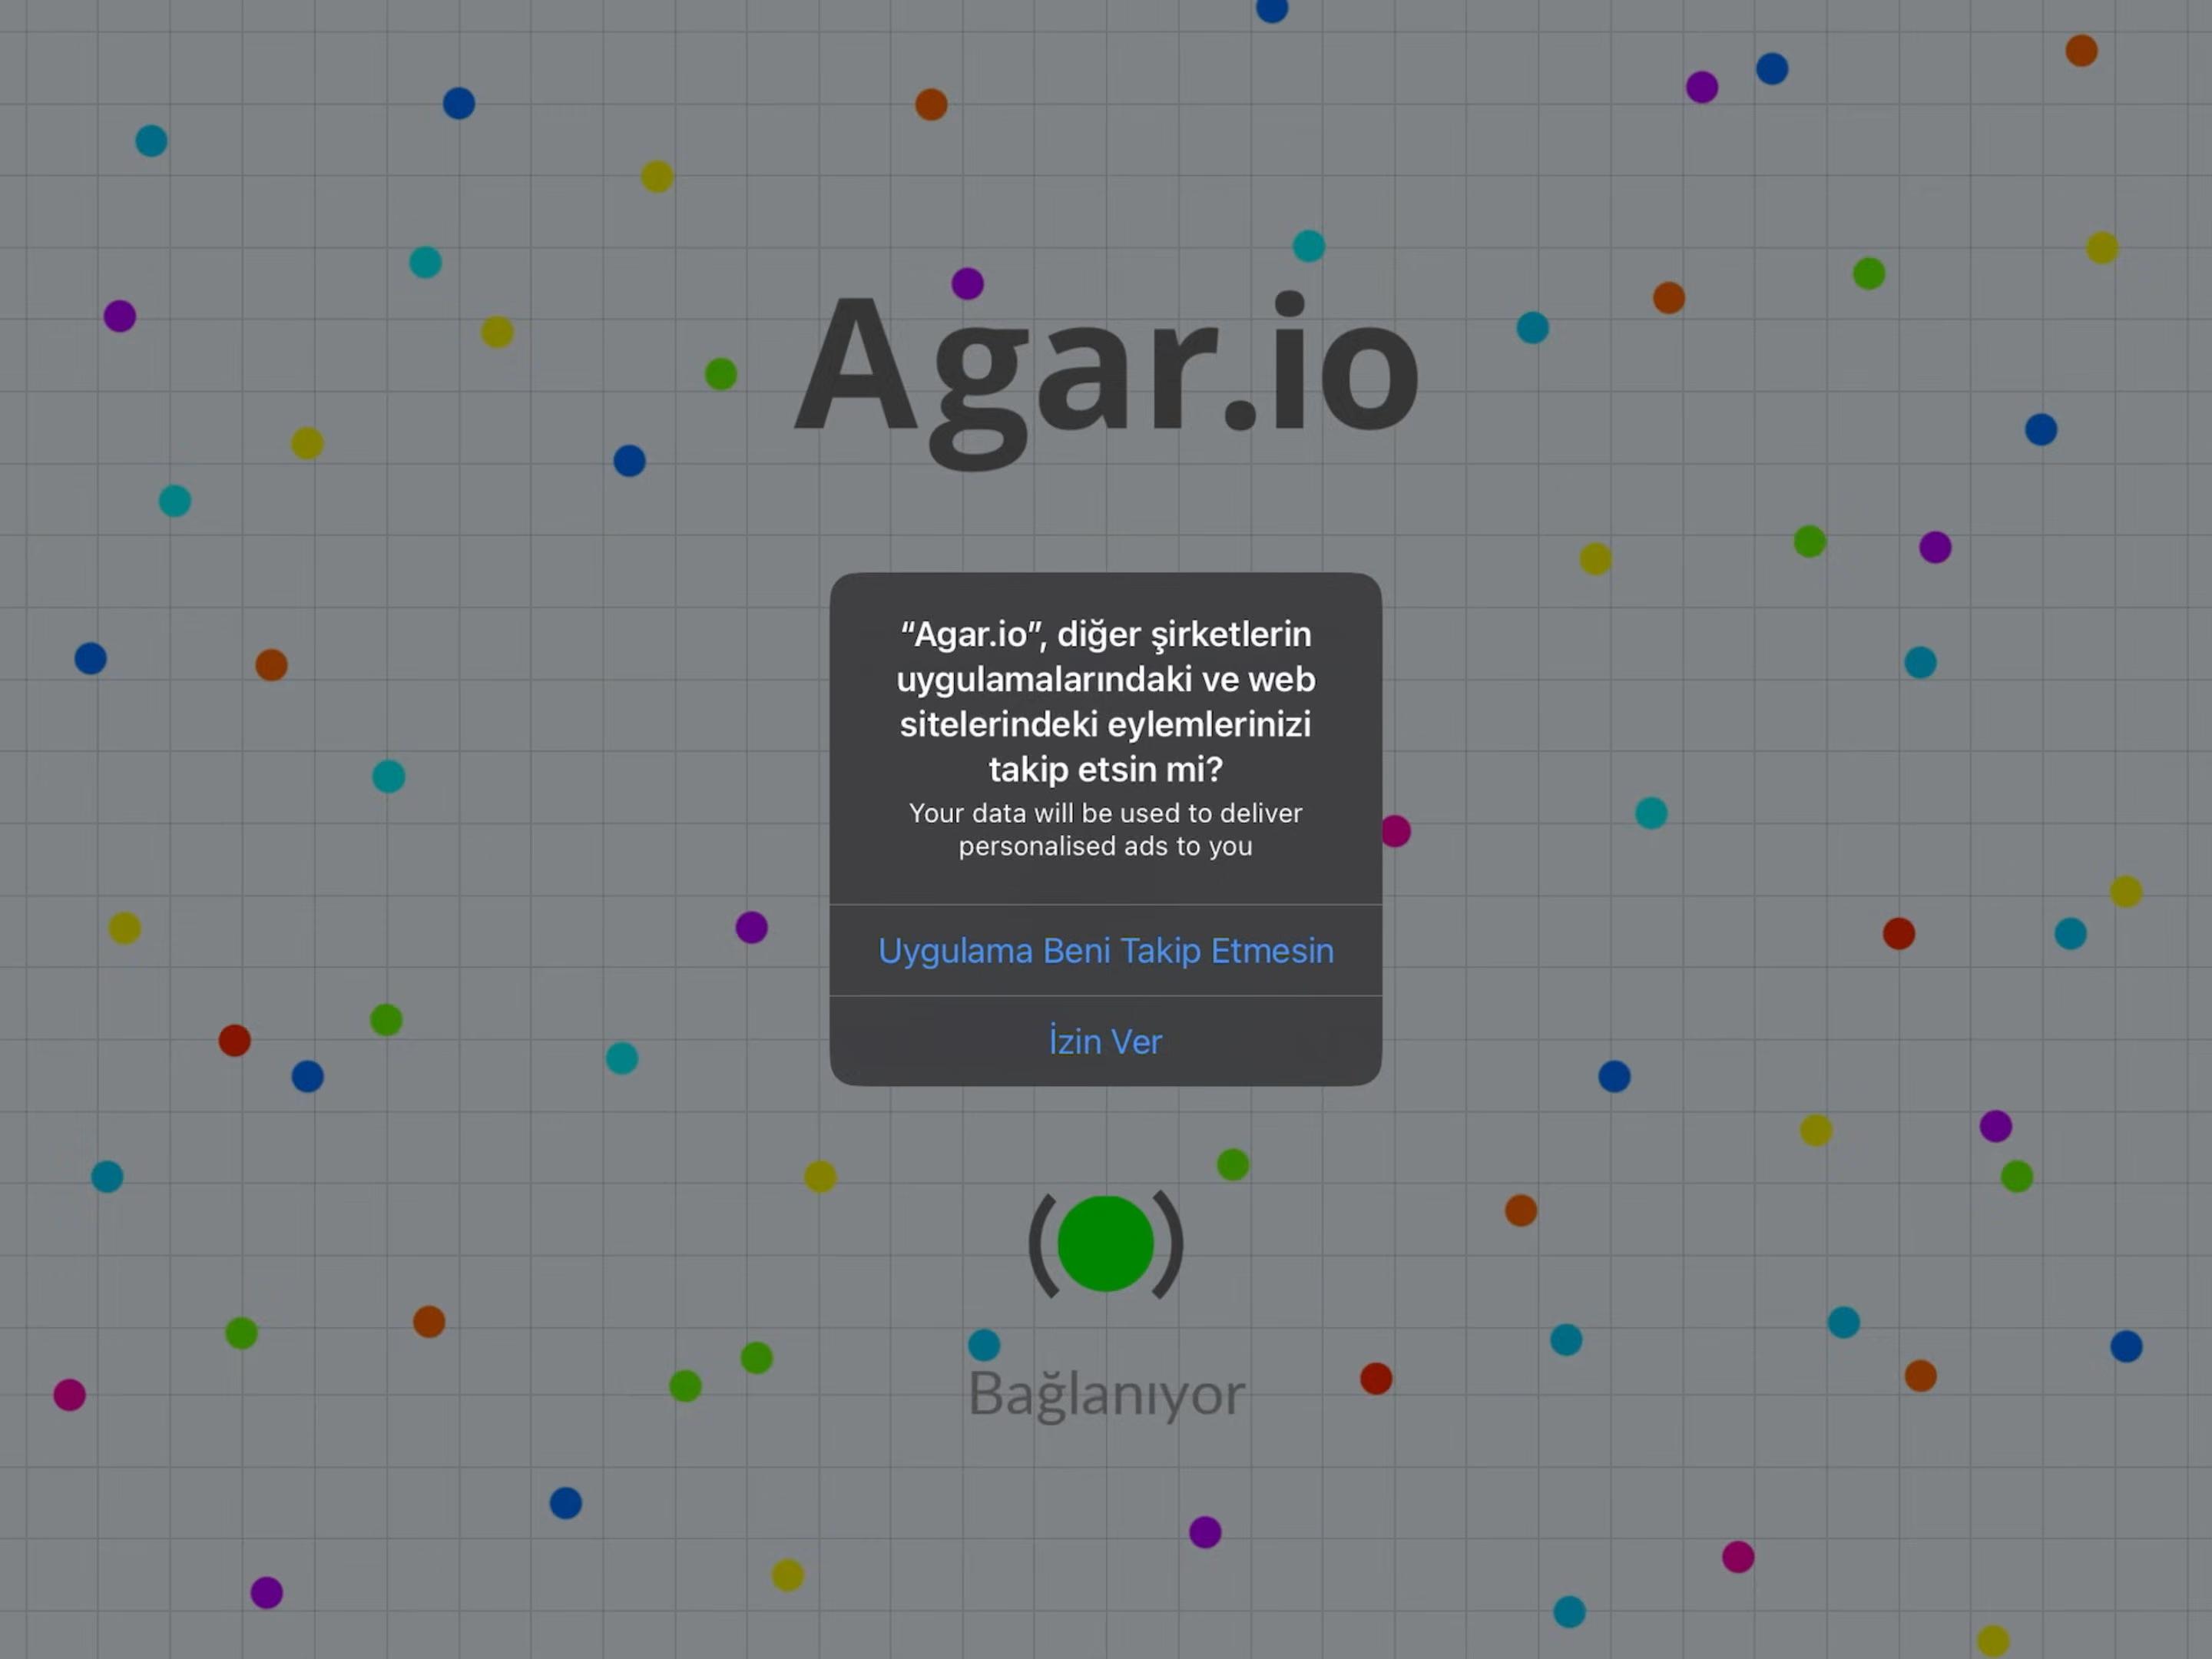 Agar.io
“Agar.io”, diğer şirketlerin
uygulamalarındaki ve web
sitelerindeki eylemlerinizi
takip etsin mi?
Your data will be used to deliver
personalised ads to you
Uygulama Beni Takip Etmesin
İzin Ver
Bağlanıyor